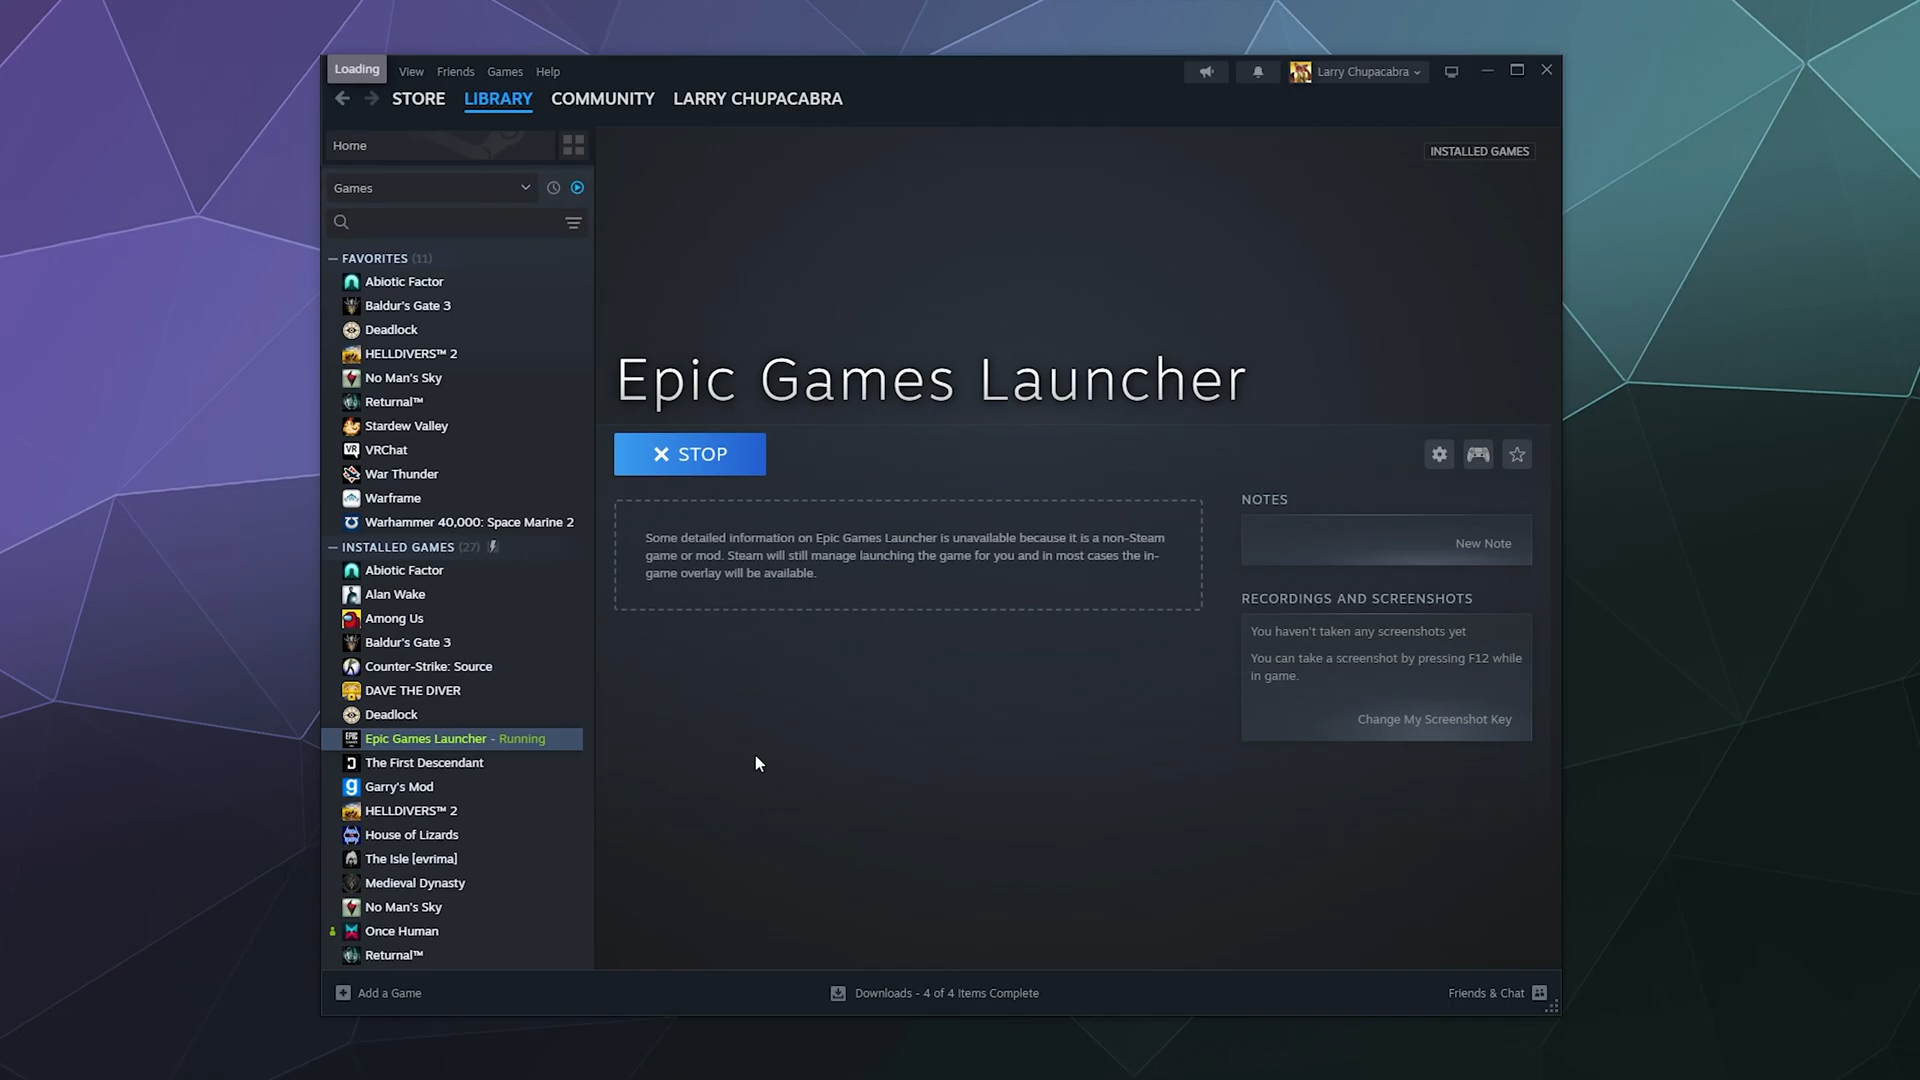 Loading
View Friends Games Help
Larry Chupacabra
STORE LIBRARY COMMUNITY LARRY CHUPACABRA
Home
INSTALLED GAMES
Games
— FAVORITES (11)
Abiotic Factor
Baldur's Gate 3
Deadlock
HELLDIVERS™ 2
No Man's Sky
Returnal™
Stardew Valley
VRChat
War Thunder
Warframe
Warhammer 40,000: Space Marine 2
— INSTALLED GAMES (27)
Abiotic Factor
Alan Wake
Among Us
Baldur's Gate 3
Counter-Strike: Source
DAVE THE DIVER
Deadlock
Epic Games Launcher - Running
The First Descendant
Garry's Mod
HELLDIVERS™ 2
House of Lizards
The Isle [evrima]
Medieval Dynasty
No Man's Sky
Once Human
Returnal™
Epic Games Launcher
STOP
Some detailed information on Epic Games Launcher is unavailable because it is a non-Steam
game or mod. Steam will still manage launching the game for you and in most cases the in-
game overlay will be available.
NOTES
New Note
RECORDINGS AND SCREENSHOTS
You haven't taken any screenshots yet
You can take a screenshot by pressing F12 while
in game.
Change My Screenshot Key
Add a Game
Downloads - 4 of 4 Items Complete
Friends & Chat